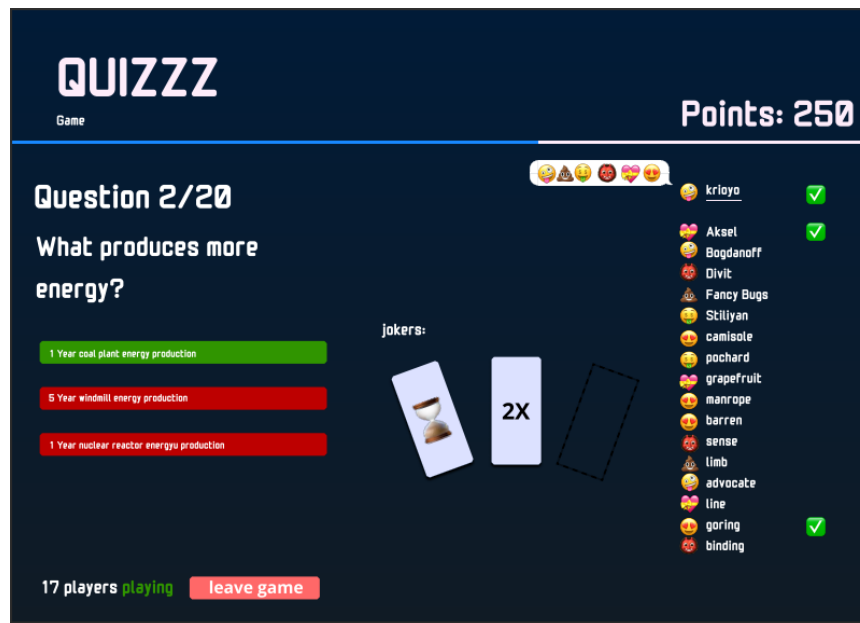 QUIZZZ
Game
Points: 250
Question 2/20
What produces more
energy?
1 Year coal plant energy production
5 Year windmill energy production
1 Year nuclear reactor energyu production
jokers:
2X
krioyo
Aksel
Bogdanoff
Divit
Fancy Bugs
Stiliyan
camisole
pochard
grapefruit
manrope
barren
sense
limb
advocate
line
goring
binding
17 players playing
leave game